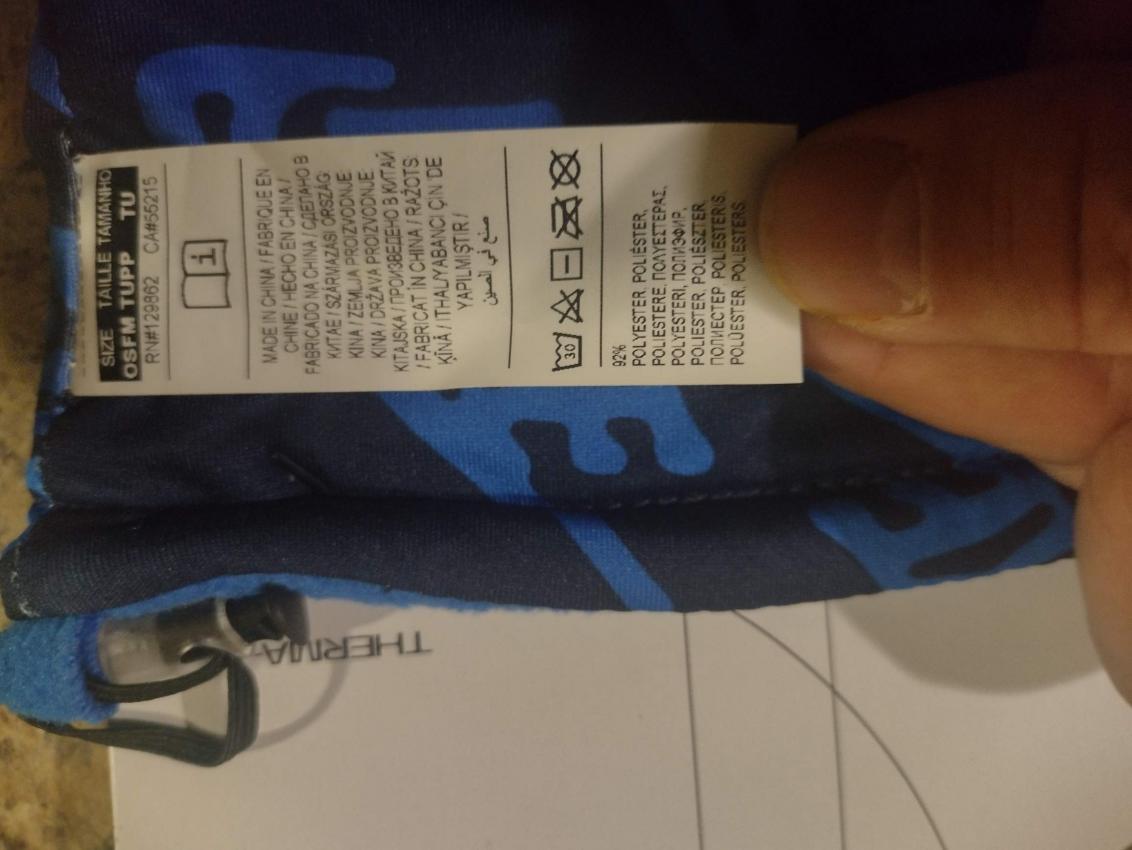 SIZE TAILLE TAMANHO
OSFM TUPP TU
RN#129862 CA#55215
i
MADE IN CHINA / FABRIQUE EN
CHINE / HECHO EN CHINA /
FABRICADO NA CHINA / СДЕЛАНО В
КИТАЕ / SZÁRMAZÁSI ORSZÁG:
KÍNA / ZEMLJA PROIZVODNJE:
KINA / DRŽAVA PROIZVODNJE:
KITAJSKA / ПРОИЗВЕДЕНО В КИТАЙ
/ FABRICAT ÎN CHINA / RAŽOTS:
ĶĪNĀ / İTHAL/YABANCI ÇİN 'DE
YAPILMIŞTIR /
صنع في الصين
30
92%
POLYESTER, POLIÉSTER,
POLIESTERE, ΠΟΛΥΕΣΤΕΡΑΣ,
POLYESTERI, ПОЛИЭФИР,
POLIESTER, POLIÉSZTER,
ПОЛИЕСТЕР, POLIESTERIS,
POLÜESTER, POLIESTERS
THERMA